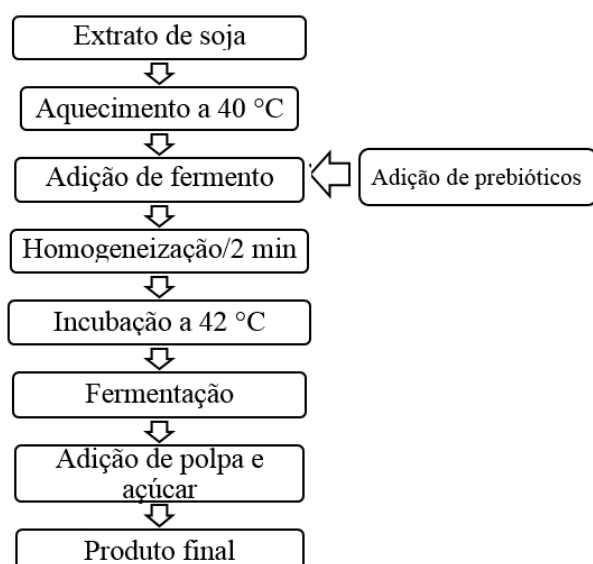 Extrato de soja
Aquecimento a 40 °C
Adição de fermento
Adição de prebióticos
Homogeneização/2 min
Incubação a 42 °C
Fermentação
Adição de polpa e
açúcar
Produto final